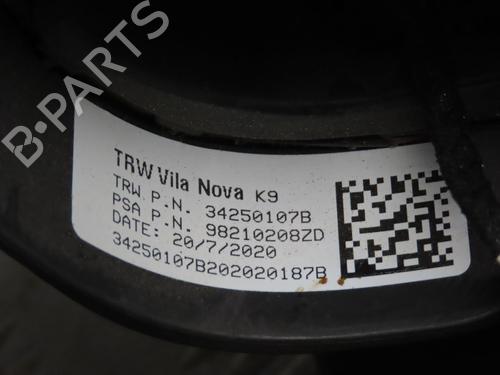 B-PARTS
TRW Vila Nova K9
TRW. P.N. 34250107B
PSA P.N. 98210208ZD
DATE: 20/7/2020
34250107B202020187B